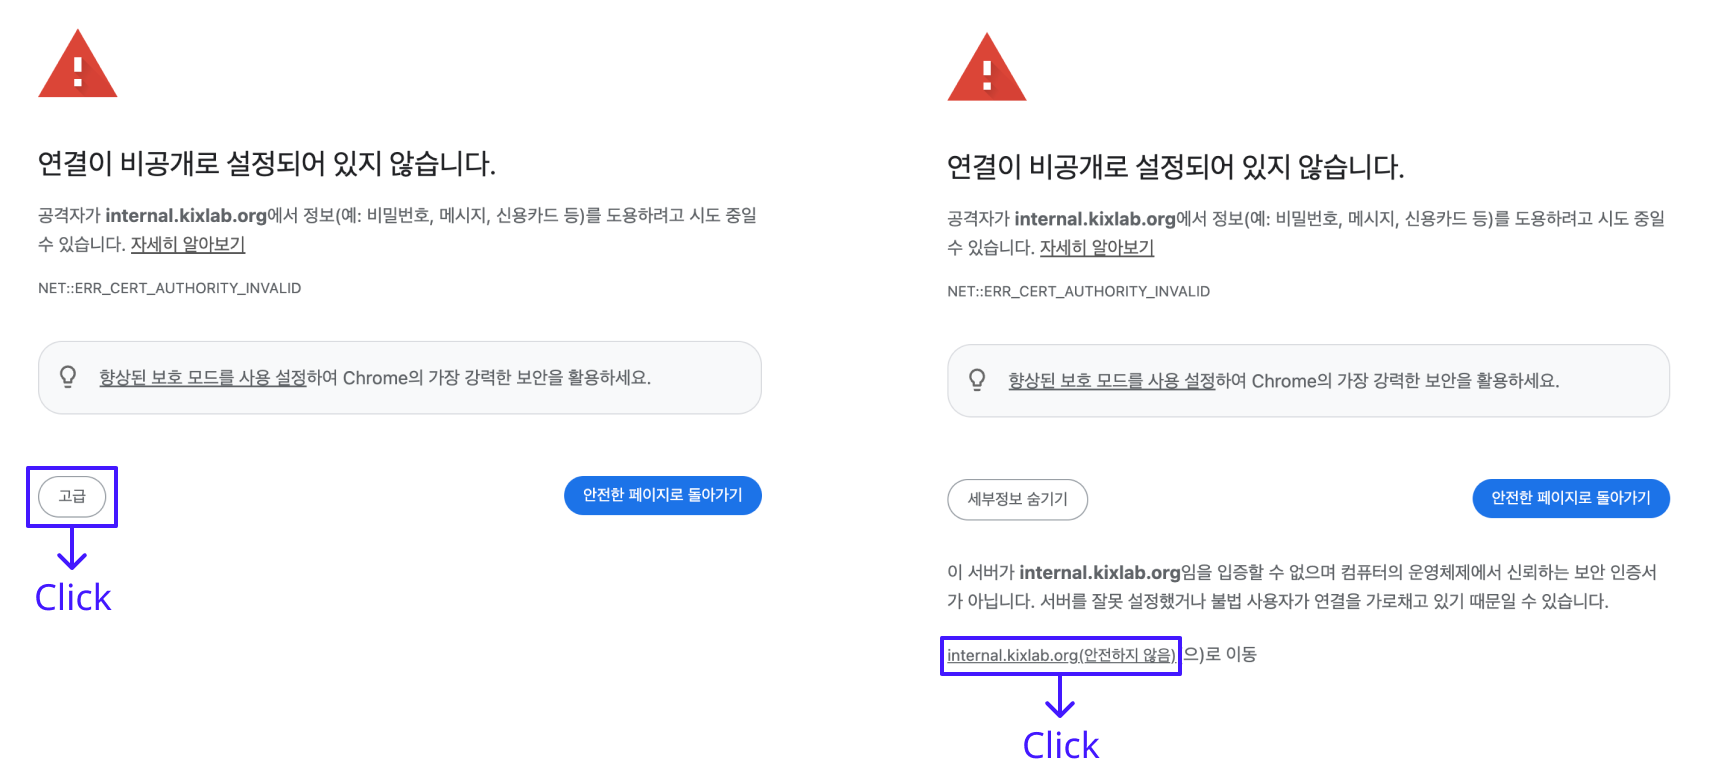 연결이 비공개로 설정되어 있지 않습니다.
공격자가 internal.kixlab.org에서 정보(예: 비밀번호, 메시지, 신용카드 등)를 도용하려고 시도 중일
수 있습니다. 자세히 알아보기
NET::ERR_CERT_AUTHORITY_INVALID
향상된 보호 모드를 사용 설정하여 Chrome의 가장 강력한 보안을 활용하세요.
고급
안전한 페이지로 돌아가기
Click
연결이 비공개로 설정되어 있지 않습니다.
공격자가 internal.kixlab.org에서 정보(예: 비밀번호, 메시지, 신용카드 등)를 도용하려고 시도 중일
수 있습니다. 자세히 알아보기
NET::ERR_CERT_AUTHORITY_INVALID
향상된 보호 모드를 사용 설정하여 Chrome의 가장 강력한 보안을 활용하세요.
세부정보 숨기기
안전한 페이지로 돌아가기
이 서버가 internal.kixlab.org임을 입증할 수 없으며 컴퓨터의 운영체제에서 신뢰하는 보안 인증서
가 아닙니다. 서버를 잘못 설정했거나 불법 사용자가 연결을 가로채고 있기 때문일 수 있습니다.
internal.kixlab.org(안전하지 않음) 으)로 이동
Click